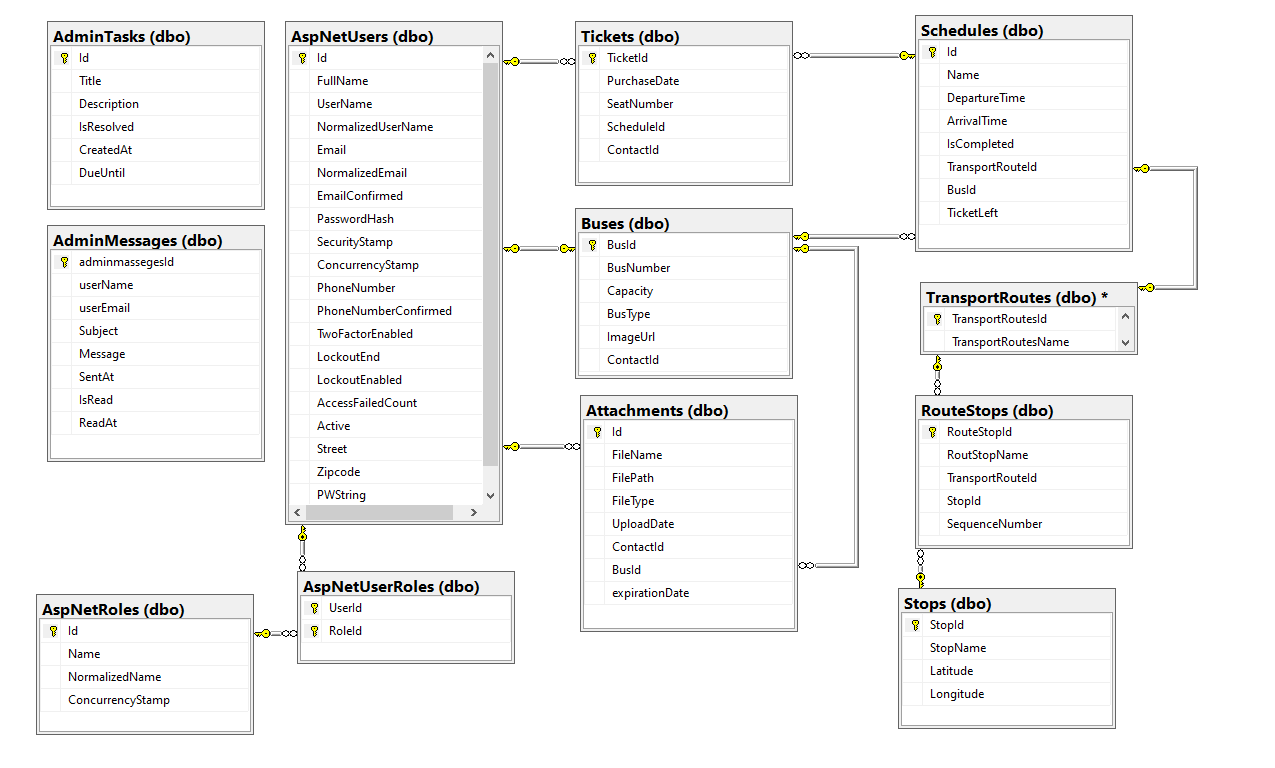 AdminTasks (dbo)
Id
Title
Description
IsResolved
CreatedAt
DueUntil
AdminMessages (dbo)
adminmassegesId
userName
userEmail
Subject
Message
SentAt
IsRead
ReadAt
AspNetUsers (dbo)
Id
FullName
UserName
NormalizedUserName
Email
NormalizedEmail
EmailConfirmed
PasswordHash
SecurityStamp
ConcurrencyStamp
PhoneNumber
PhoneNumberConfirmed
TwoFactorEnabled
LockoutEnd
LockoutEnabled
AccessFailedCount
Active
Street
Zipcode
PWString
AspNetRoles (dbo)
Id
Name
NormalizedName
ConcurrencyStamp
AspNetUserRoles (dbo)
UserId
RoleId
Tickets (dbo)
TicketId
PurchaseDate
SeatNumber
ScheduleId
ContactId
Buses (dbo)
BusId
BusNumber
Capacity
BusType
ImageUrl
ContactId
Attachments (dbo)
Id
FileName
FilePath
FileType
UploadDate
ContactId
BusId
expirationDate
Schedules (dbo)
Id
Name
DepartureTime
ArrivalTime
IsCompleted
TransportRouteId
BusId
TicketLeft
TransportRoutes (dbo) *
TransportRoutesId
TransportRoutesName
RouteStops (dbo)
RouteStopId
RoutStopName
TransportRouteId
StopId
SequenceNumber
Stops (dbo)
StopId
StopName
Latitude
Longitude